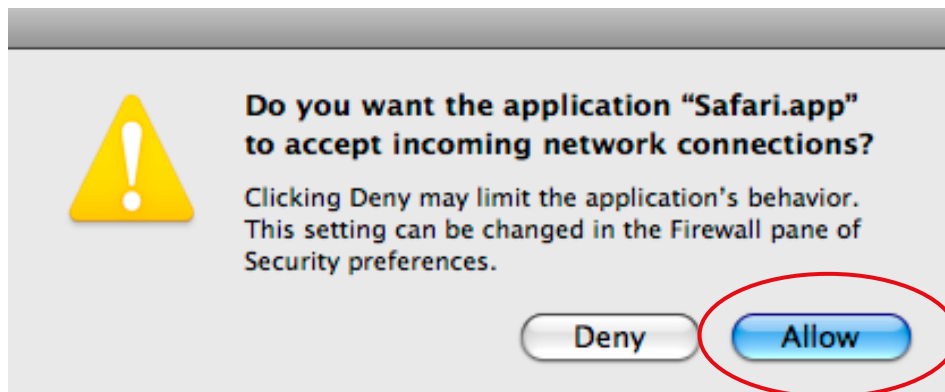 Do you want the application “Safari.app”
to accept incoming network connections?
Clicking Deny may limit the application’s behavior.
This setting can be changed in the Firewall pane of
Security preferences.
Deny
Allow